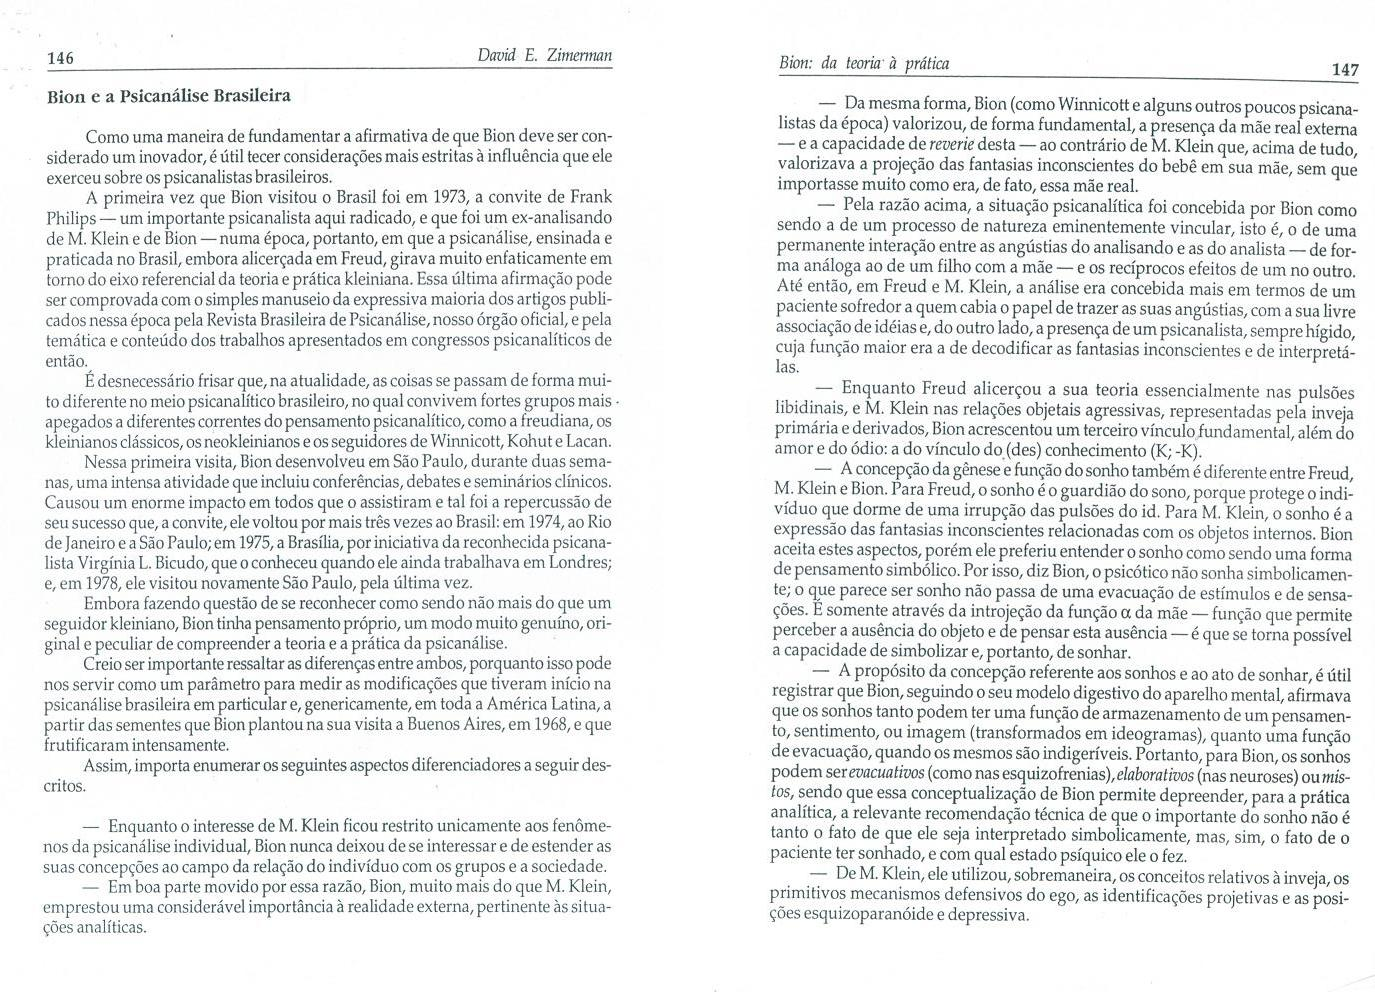 146
David E. Zimerman
Bion e a Psicanálise Brasileira
Como uma maneira de fundamentar a afirmativa de que Bion deve ser con-
siderado um inovador, é útil tecer considerações mais estritas à influência que ele
exerceu sobre os psicanalistas brasileiros.
A primeira vez que Bion visitou o Brasil foi em 1973, a convite de Frank
Philips — um importante psicanalista aqui radicado, e que foi um ex-analisando
de M. Klein e de Bion — numa época, portanto, em que a psicanálise, ensinada e
praticada no Brasil, embora alicerçada em Freud, girava muito enfaticamente em
torno do eixo referencial da teoria e prática kleiniana. Essa última afirmação pode
ser comprovada com o simples manuseio da expressiva maioria dos artigos publi-
cados nessa época pela Revista Brasileira de Psicanálise, nosso órgão oficial, e pela
temática e conteúdo dos trabalhos apresentados em congressos psicanalíticos de
então.
É desnecessário frisar que, na atualidade, as coisas se passam de forma mui-
to diferente no meio psicanalítico brasileiro, no qual convivem fortes grupos mais
apegados a diferentes correntes do pensamento psicanalítico, como a freudiana, os
kleinianos clássicos, os neokleinianos e os seguidores de Winnicott, Kohut e Lacan.
Nessa primeira visita, Bion desenvolveu em São Paulo, durante duas sema-
nas, uma intensa atividade que incluiu conferências, debates e seminários clínicos.
Causou um enorme impacto em todos que o assistiram e tal foi a repercussão de
seu sucesso que, a convite, ele voltou por mais três vezes ao Brasil: em 1974, ao Rio
de Janeiro e a São Paulo; em 1975, a Brasília, por iniciativa da reconhecida psicana-
lista Virgínia L. Bicudo, que o conheceu quando ele ainda trabalhava em Londres;
e, em 1978, ele visitou novamente São Paulo, pela última vez.
Embora fazendo questão de se reconhecer como sendo não mais do que um
seguidor kleiniano, Bion tinha pensamento próprio, um modo muito genuíno, ori-
ginal e peculiar de compreender a teoria e a prática da psicanálise.
Creio ser importante ressaltar as diferenças entre ambos, porquanto isso pode
nos servir como um parâmetro para medir as modificações que tiveram início na
psicanálise brasileira em particular e, genericamente, em toda a América Latina, a
partir das sementes que Bion plantou na sua visita a Buenos Aires, em 1968, e que
frutificaram intensamente.
Assim, importa enumerar os seguintes aspectos diferenciadores a seguir des-
critos.
— Enquanto o interesse de M. Klein ficou restrito unicamente aos fenôme-
nos da psicanálise individual, Bion nunca deixou de se interessar e de estender as
suas concepções ao campo da relação do indivíduo com os grupos e a sociedade.
— Em boa parte movido por essa razão, Bion, muito mais do que M. Klein,
emprestou uma considerável importância à realidade externa, pertinente às situa-
ções analíticas.
Bion: da teoria à prática
147
— Da mesma forma, Bion (como Winnicott e alguns outros poucos psicana-
listas da época) valorizou, de forma fundamental, a presença da mãe real externa
— e a capacidade de reverie desta — ao contrário de M. Klein que, acima de tudo,
valorizava a projeção das fantasias inconscientes do bebê em sua mãe, sem que
importasse muito como era, de fato, essa mãe real.
— Pela razão acima, a situação psicanalítica foi concebida por Bion como
sendo a de um processo de natureza eminentemente vincular, isto é, o de uma
permanente interação entre as angústias do analisando e as do analista — de for-
ma análoga ao de um filho com a mãe — e os recíprocos efeitos de um no outro.
Até então, em Freud e M. Klein, a análise era concebida mais em termos de um
paciente sofredor a quem cabia o papel de trazer as suas angústias, com a sua livre
associação de idéias e, do outro lado, a presença de um psicanalista, sempre hígido,
cuja função maior era a de decodificar as fantasias inconscientes e de interpretá-
las.
— Enquanto Freud alicerçou a sua teoria essencialmente nas pulsões
libidinais, e M. Klein nas relações objetais agressivas, representadas pela inveja
primária e derivados, Bion acrescentou um terceiro vínculo fundamental, além do
amor e do ódio: a do vínculo do (des) conhecimento (K; -K).
— A concepção da gênese e função do sonho também é diferente entre Freud,
M. Klein e Bion. Para Freud, o sonho é o guardião do sono, porque protege o indi-
víduo que dorme de uma irrupção das pulsões do id. Para M. Klein, o sonho é a
expressão das fantasias inconscientes relacionadas com os objetos internos. Bion
aceita estes aspectos, porém ele preferiu entender o sonho como sendo uma forma
de pensamento simbólico. Por isso, diz Bion, o psicótico não sonha simbolicamen-
te; o que parece ser sonho não passa de uma evacuação de estímulos e de sensa-
ções. É somente através da introjeção da função α da mãe — função que permite
perceber a ausência do objeto e de pensar esta ausência — é que se torna possível
a capacidade de simbolizar e, portanto, de sonhar.
— A propósito da concepção referente aos sonhos e ao ato de sonhar, é útil
registrar que Bion, seguindo o seu modelo digestivo do aparelho mental, afirmava
que os sonhos tanto podem ter uma função de armazenamento de um pensamen-
to, sentimento, ou imagem (transformados em ideogramas), quanto uma função
de evacuação, quando os mesmos são indigeríveis. Portanto, para Bion, os sonhos
podem ser evacuativos (como nas esquizofrenias), elaborativos (nas neuroses) ou mis-
tos, sendo que essa conceptualização de Bion permite depreender, para a prática
analítica, a relevante recomendação técnica de que o importante do sonho não é
tanto o fato de que ele seja interpretado simbolicamente, mas, sim, o fato de o
paciente ter sonhado, e com qual estado psíquico ele o fez.
— De M. Klein, ele utilizou, sobremaneira, os conceitos relativos à inveja, os
primitivos mecanismos defensivos do ego, as identificações projetivas e as posi-
ções esquizoparanóide e depressiva.